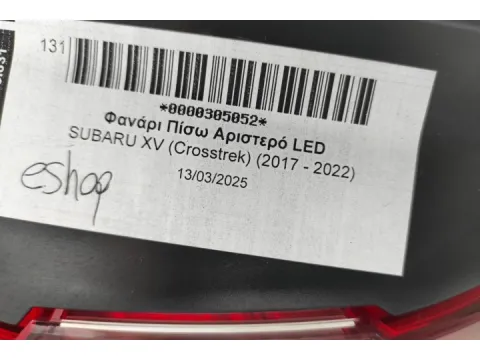 131
*0000305052*
Φανάρι Πίσω Αριστερό LED
SUBARU XV (Crosstrek) (2017 - 2022)
13/03/2025
eshop